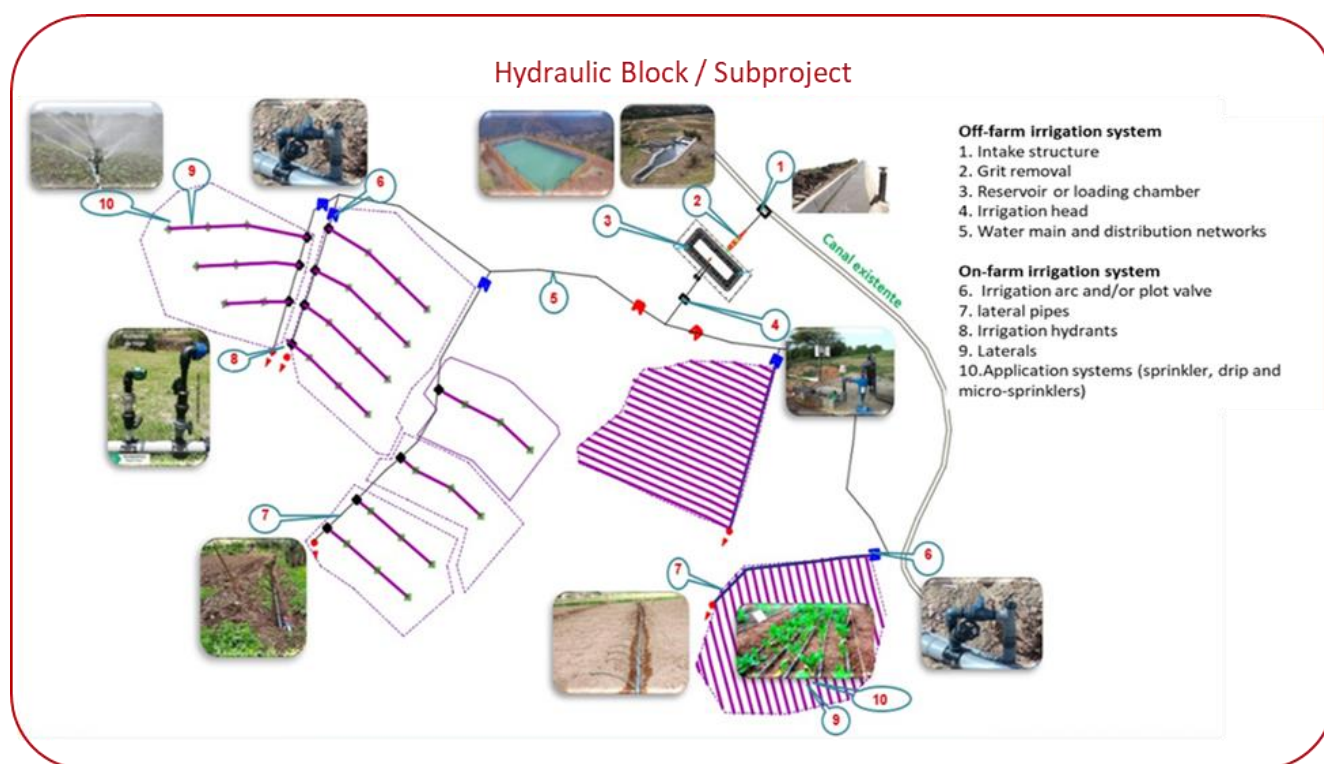 Hydraulic Block / Subproject
9
10
6
1
2
3
Canal existente
5
4
8
7
6
7
10
9
Off-farm irrigation system
1. Intake structure
2. Grit removal
3. Reservoir or loading chamber
4. Irrigation head
5. Water main and distribution networks
On-farm irrigation system
6. Irrigation arc and/or plot valve
7. lateral pipes
8. Irrigation hydrants
9. Laterals
10.Application systems (sprinkler, drip and
micro-sprinklers)